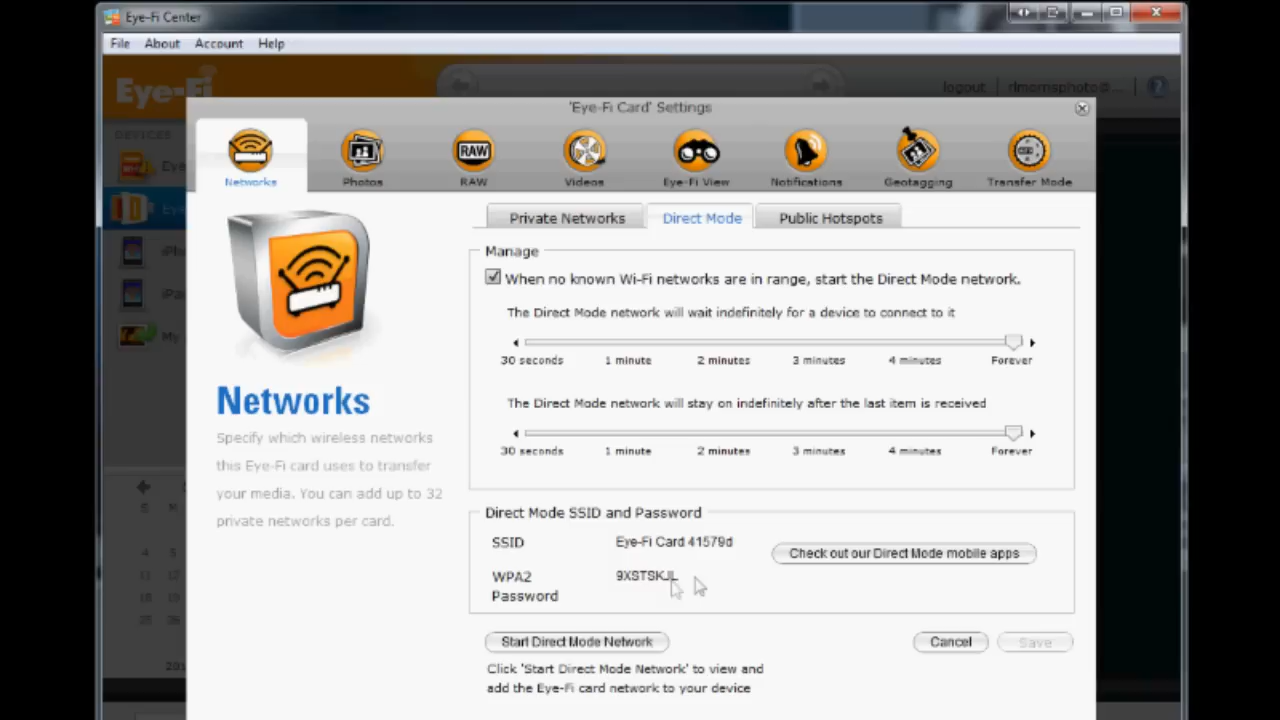 Eye-Fi Center
File About Account Help
Eye-Fi
logout
'Eye-Fi Card' Settings
DEVICES
Networks Photos RAW Videos Eye-Fi View Notifications Geotagging Transfer Mode
RAW
Private Networks Direct Mode Public Hotspots
Manage
When no known Wi-Fi networks are in range, start the Direct Mode network.
The Direct Mode network will wait indefinitely for a device to connect to it
30 seconds 1 minute 2 minutes 3 minutes 4 minutes Forever
The Direct Mode network will stay on indefinitely after the last item is received
30 seconds 1 minute 2 minutes 3 minutes 4 minutes Forever
Networks
Specify which wireless networks
this Eye-Fi card uses to transfer
your media. You can add up to 32
private networks per card.
Direct Mode SSID and Password
SSID Eye-Fi Card 41579d
Check out our Direct Mode mobile apps
WPA2 9XSTSKJL
Password
Start Direct Mode Network Cancel Save
Click 'Start Direct Mode Network' to view and
add the Eye-Fi card network to your device